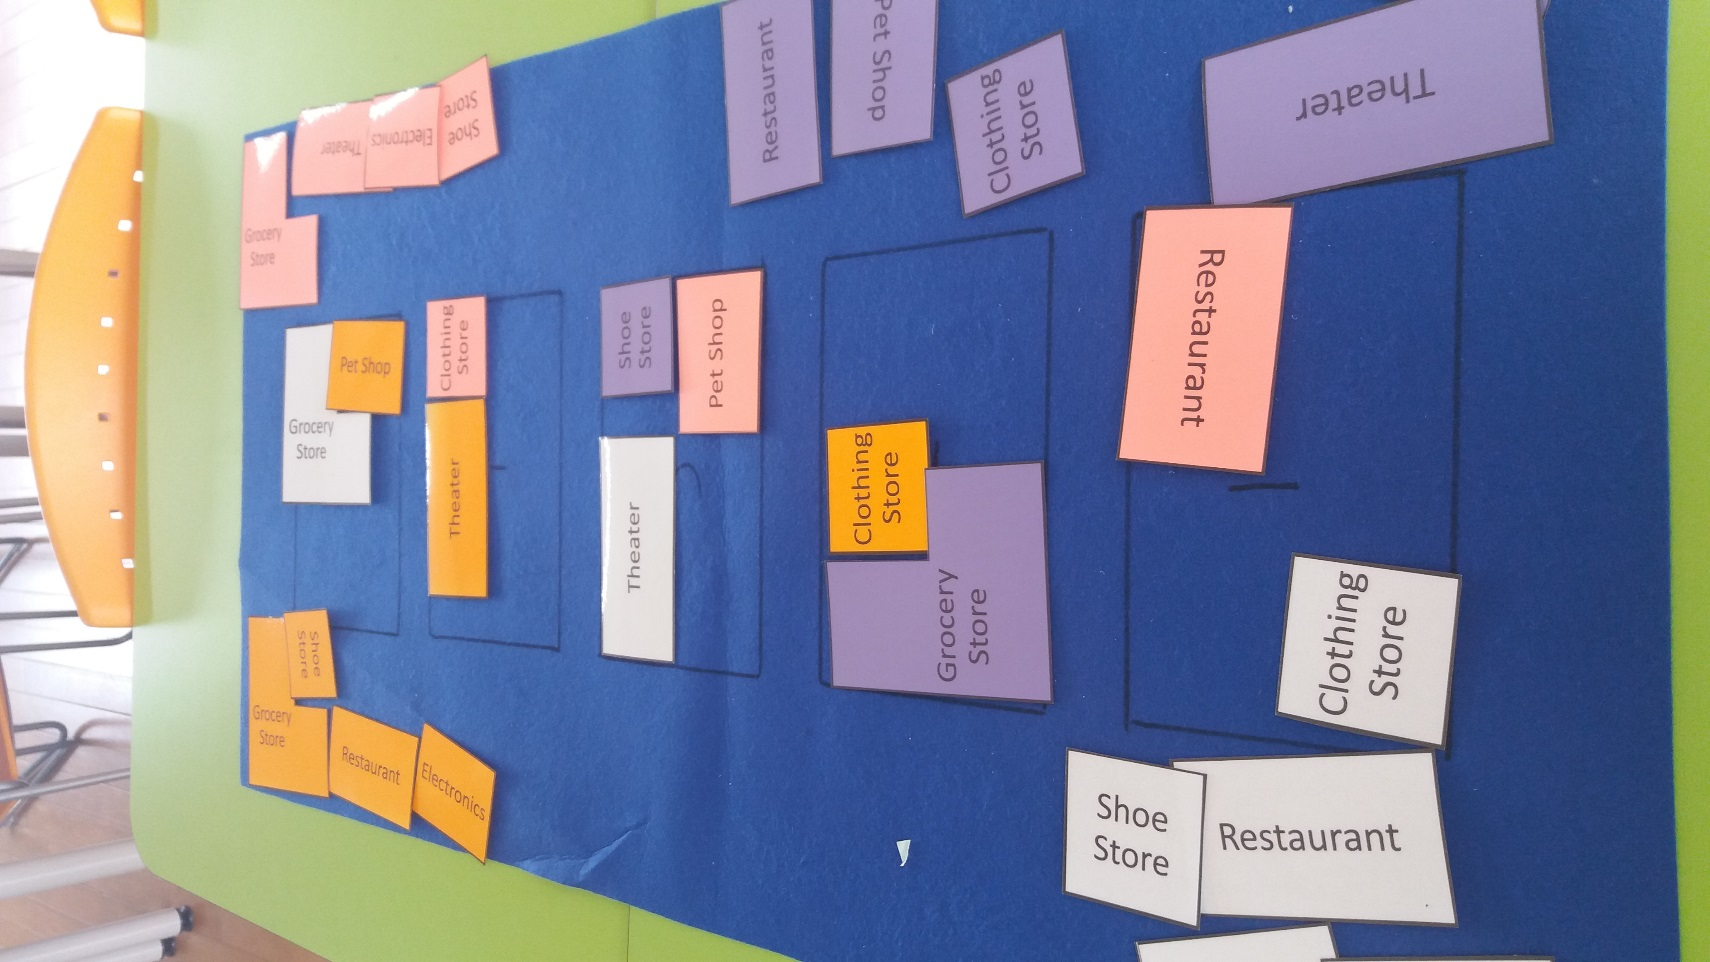 Restaurant
Pet Shop
Clothing
Store
Theater
Theater
Electronics
Shoe
Store
Grocery
Store
Grocery
Store
Pet Shop
Clothing
Store
Theater
Shoe
Store
Pet Shop
Theater
Clothing
Store
Grocery
Store
Restaurant
Clothing
Store
Shoe
Store
Grocery
Store
Restaurant
Electronics
Shoe
Store
Restaurant